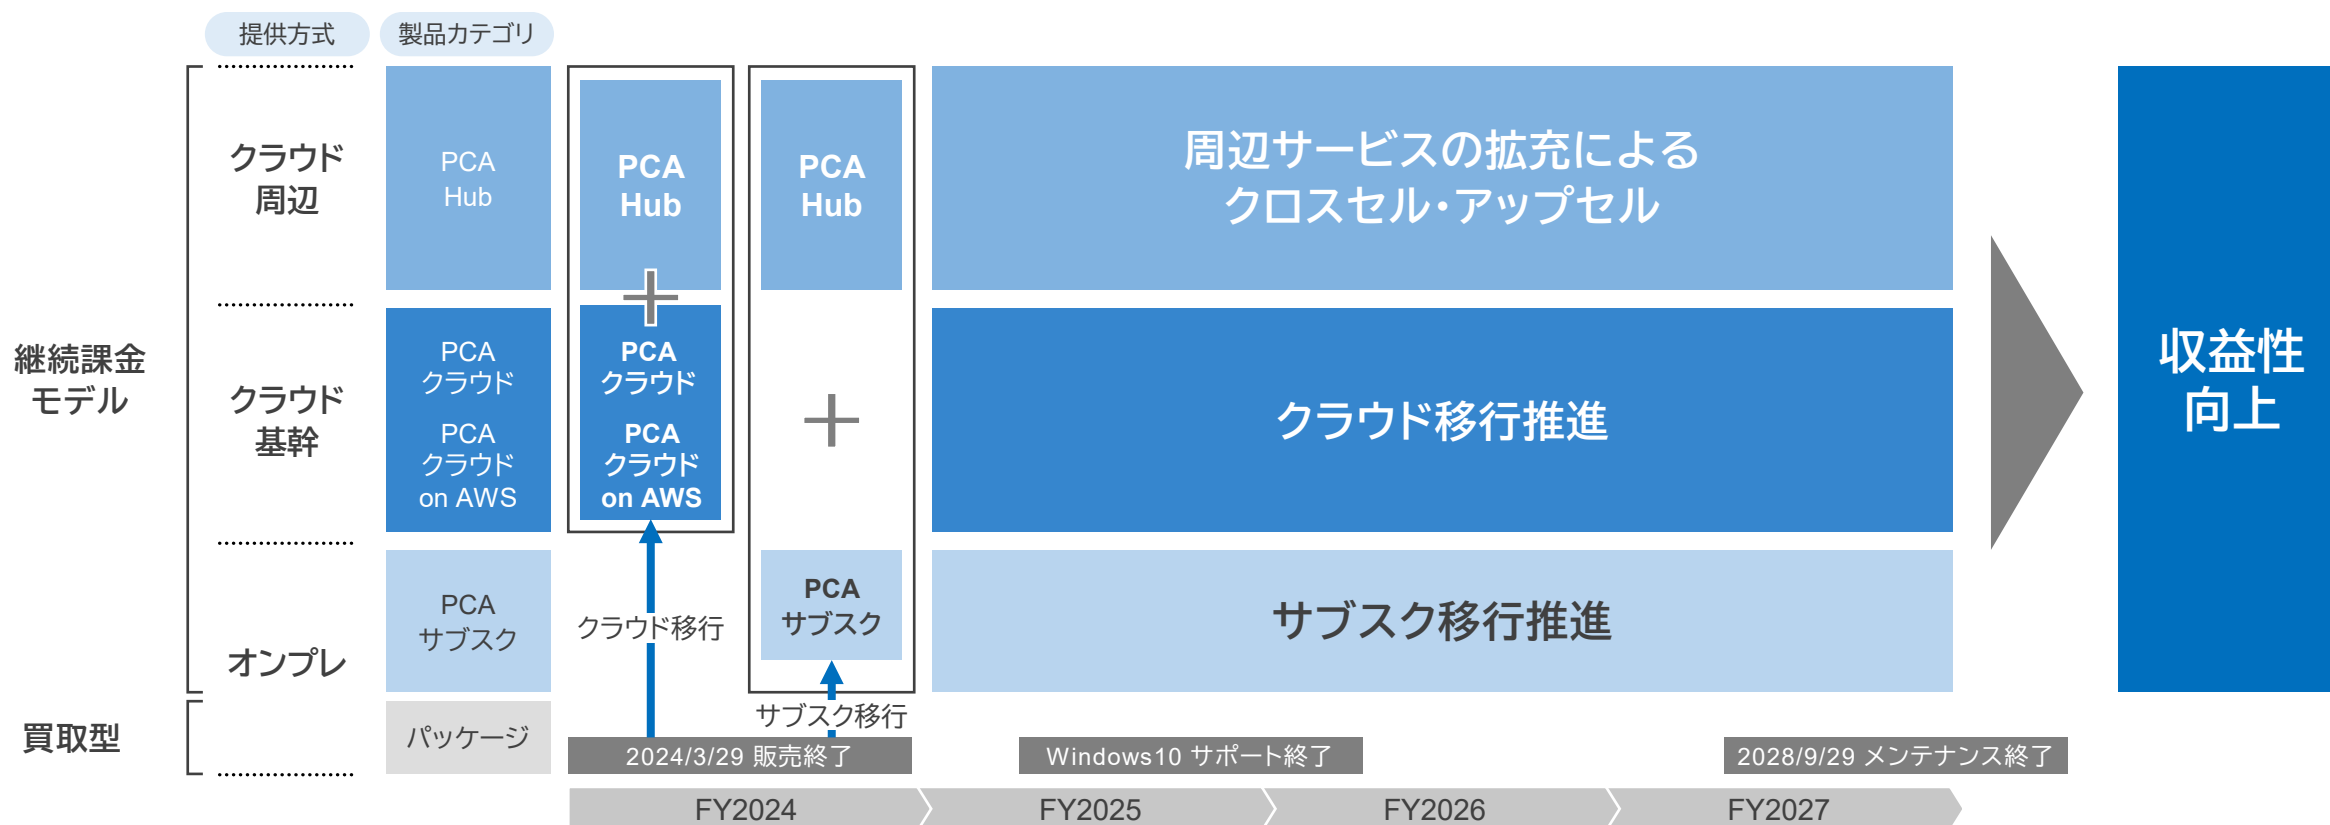 提供方式
製品カテゴリ
継続課金
モデル
買取型
クラウド
周辺
クラウド
基幹
オンプレ
PCA
Hub
PCA
クラウド
PCA
クラウド
on AWS
PCA
サブスク
パッケージ
PCA
Hub
PCA
クラウド
PCA
クラウド
on AWS
クラウド移行
PCA
Hub
PCA
サブスク
サブスク移行
周辺サービスの拡充による
クロスセル・アップセル
クラウド移行推進
サブスク移行推進
収益性
向上
2024/3/29 販売終了
Windows10 サポート終了
2028/9/29 メンテナンス終了
FY2024
FY2025
FY2026
FY2027